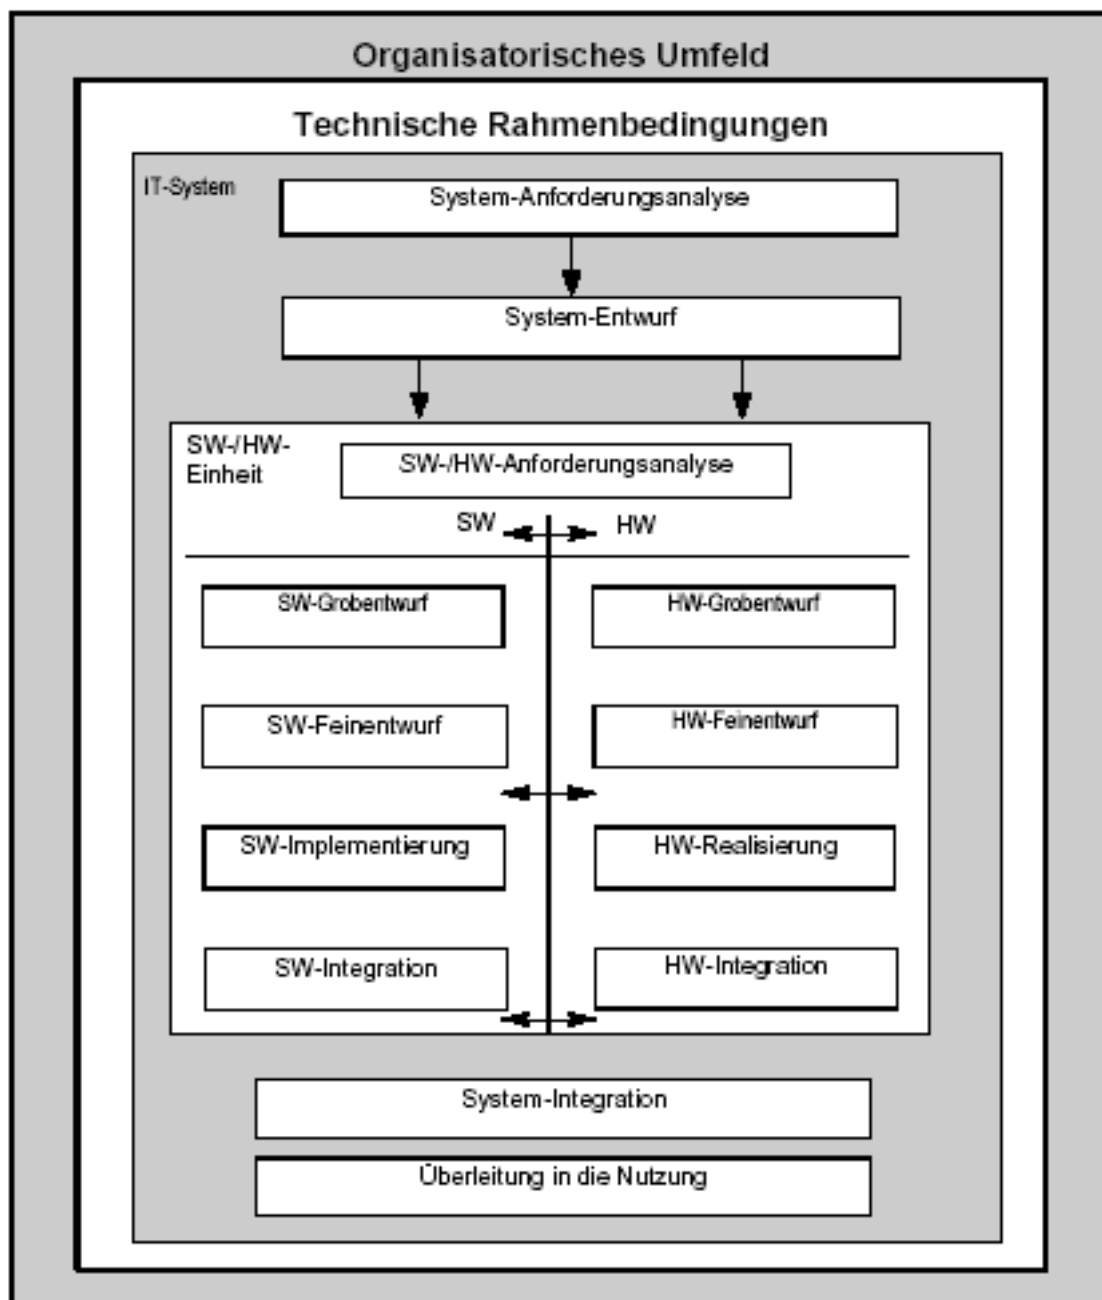 Organisatorisches Umfeld
Technische Rahmenbedingungen
IT-System
System-Anforderungsanalyse
System-Entwurf
SW-/HW-
Einheit
SW-/HW-Anforderungsanalyse
SW HW
SW-Grobentwurf
HW-Grobentwurf
SW-Feinentwurf
HW-Feinentwurf
SW-Implementierung
HW-Realisierung
SW-Integration
HW-Integration
System-Integration
Überleitung in die Nutzung